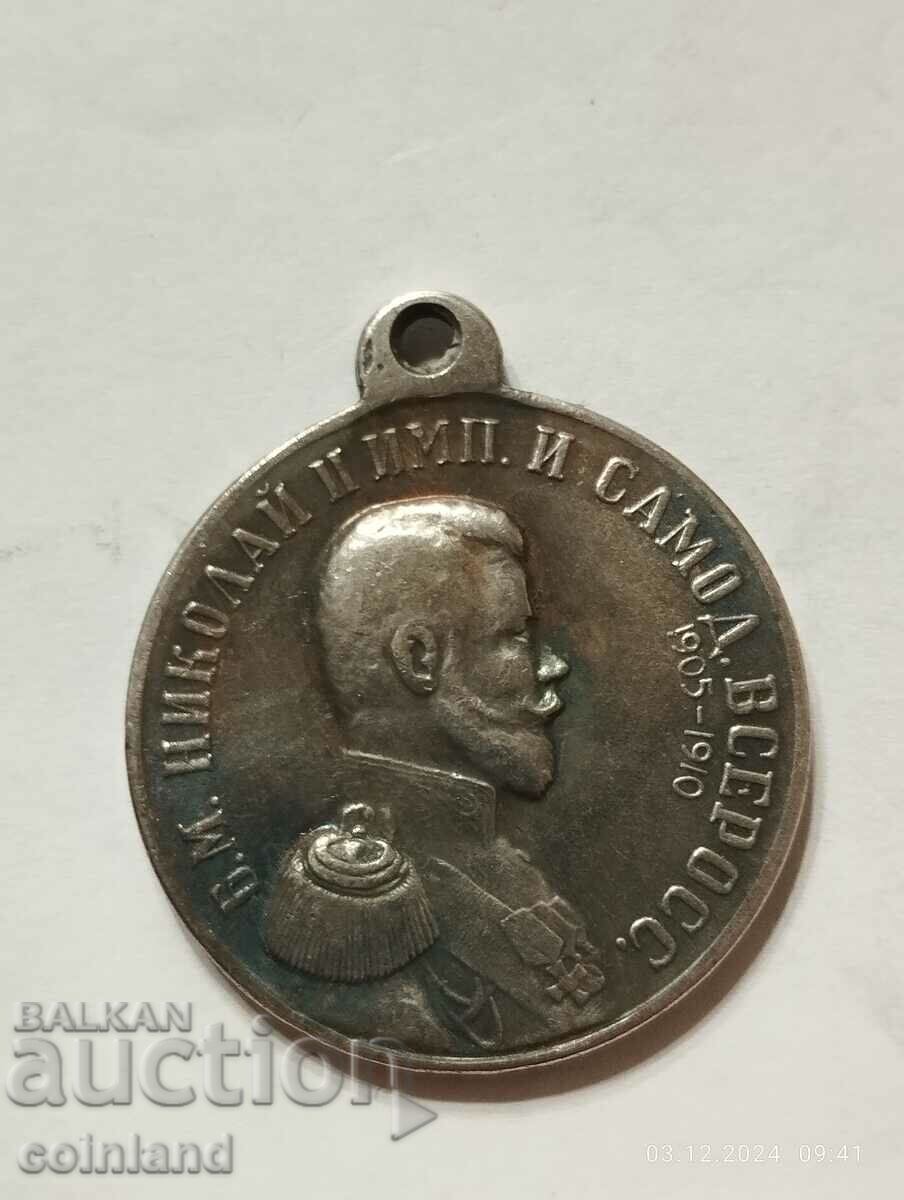 Б.М. НИКОЛАЙ II ИМП. И САМОД. ВСЕРОСС.
1905-1910
BALKAN
auction
coinland
03.12.2024 09:41